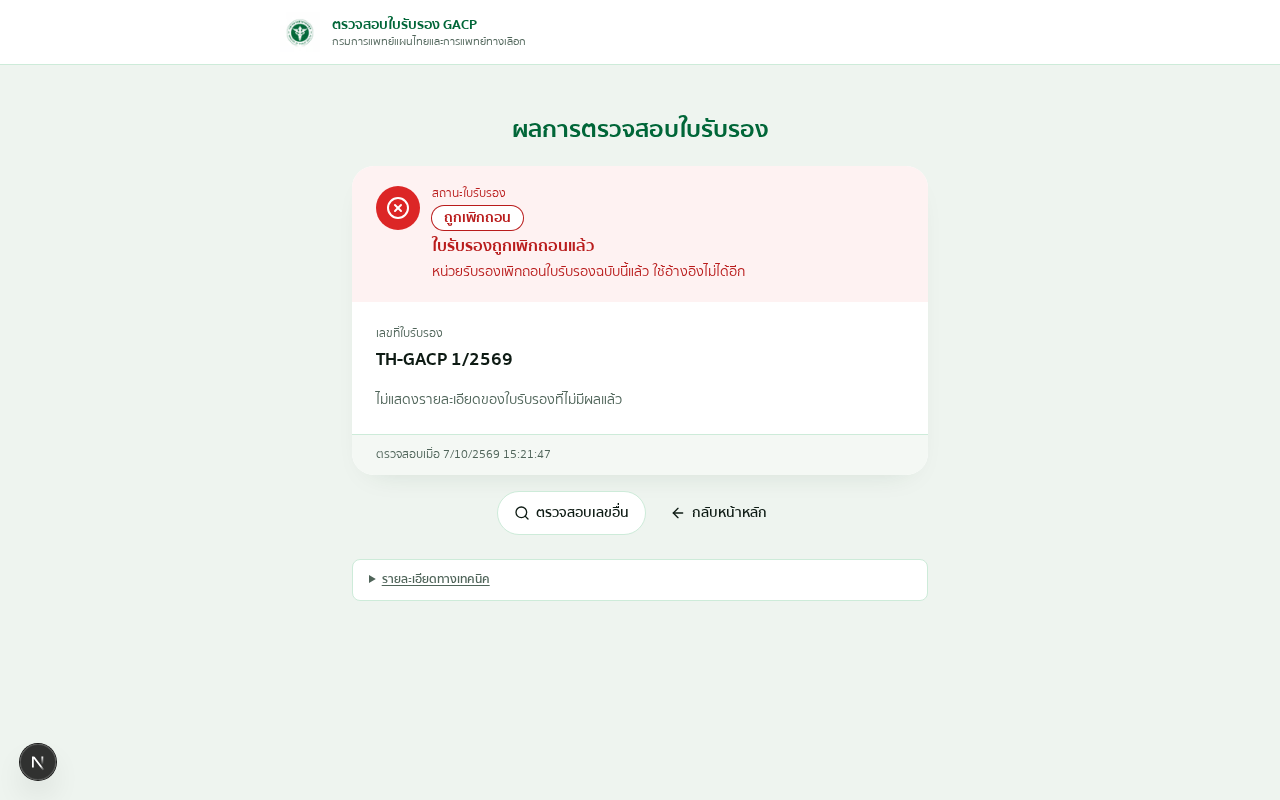 ตรวจสอบใบรับรอง GACP
กรมการแพทย์แผนไทยและการแพทย์ทางเลือก
ผลการตรวจสอบใบรับรอง
สถานะใบรับรอง
ถูกเพิกถอน
ใบรับรองถูกเพิกถอนแล้ว
หน่วยรับรองเพิกถอนใบรับรองฉบับนี้แล้ว ใช้อ้างอิงไม่ได้อีก
เลขที่ใบรับรอง
TH-GACP 1/2569
ไม่แสดงรายละเอียดของใบรับรองที่ไม่มีผลแล้ว
ตรวจสอบเมื่อ 7/10/2569 15:21:47
ตรวจสอบเลขอื่น
กลับหน้าหลัก
รายละเอียดทางเทคนิค
N